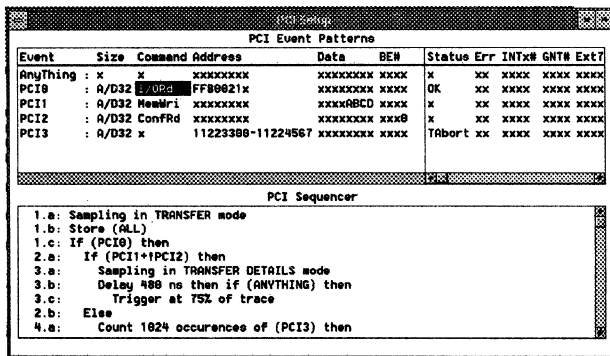 PCI Setup
PCI Event Patterns
Event Size Command Address Data BE# Status Err INTx# GNT# Ext7
AnyThing : x x xxxxxxxx xxxxxxxx xxxx x xx xxxx xxxx xxxx
PCI0 : A/D32 I/ORd FF80021x xxxxxxxx xxxx OK xx xxxx xxxx xxxx
PCI1 : A/D32 MemWri xxxxxxxx xxxxABCD xxxx x xx xxxx xxxx xxxx
PCI2 : A/D32 ConfRd xxxxxxxx xxxxxxxx xxx0 x xx xxxx xxxx xxxx
PCI3 : A/D32 x 11223300-11224567 xxxxxxxx xxxx TAbort xx xxxx xxxx xxxx
PCI Sequencer
1.a: Sampling in TRANSFER mode
1.b: Store (ALL)
1.c: If (PCI0) then
2.a: If (PCI1+!PCI2) then
3.a: Sampling in TRANSFER DETAILS mode
3.b: Delay 480 ns then if (ANYTHING) then
3.c: Trigger at 75% of trace
2.b: Else
4.a: Count 1024 occurences of (PCI3) then